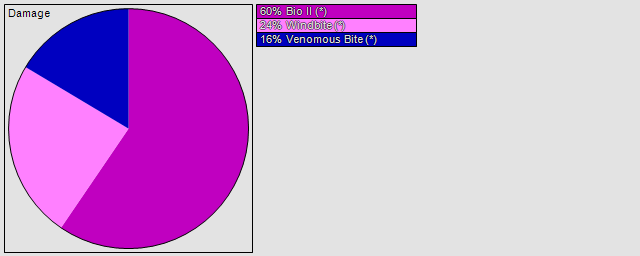 Damage
60% Bio II (*)
24% Windbite (*)
16% Venomous Bite (*)